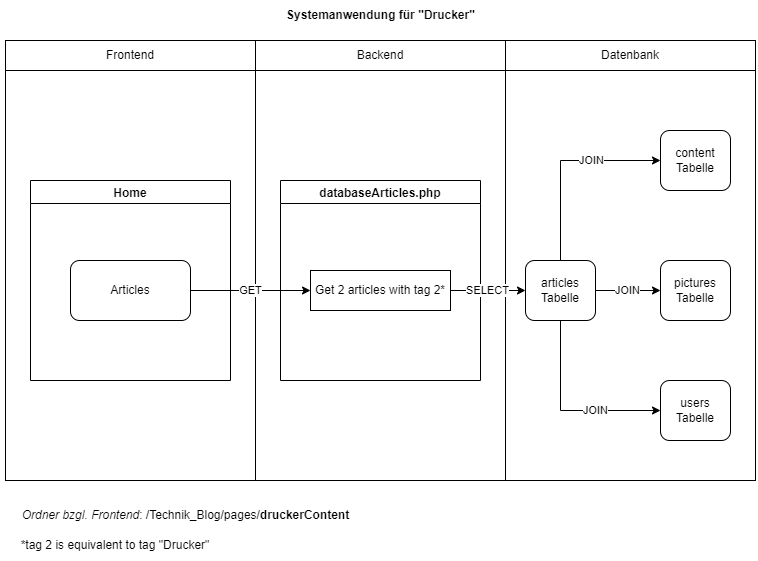 Systemanwendung für "Drucker"
Frontend
Backend
Datenbank
Home
Articles
GET
databaseArticles.php
Get 2 articles with tag 2*
SELECT
articles
Tabelle
JOIN
content
Tabelle
JOIN
pictures
Tabelle
JOIN
users
Tabelle
Ordner bzgl. Frontend: /Technik_Blog/pages/druckerContent
*tag 2 is equivalent to tag "Drucker"